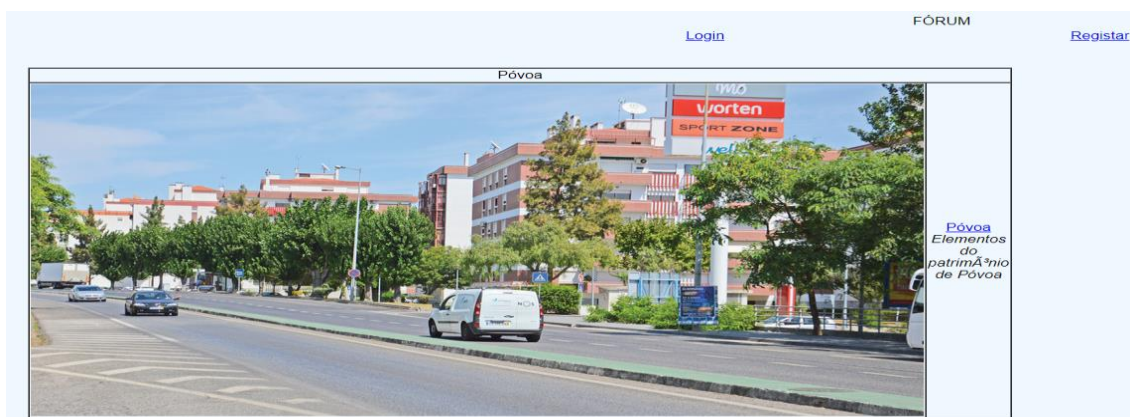 FÓRUM
Login
Registar
Póvoa
mo
worten
SPORT ZONE
Póvoa
Elementos
do
patrimÃ³nio
de Póvoa